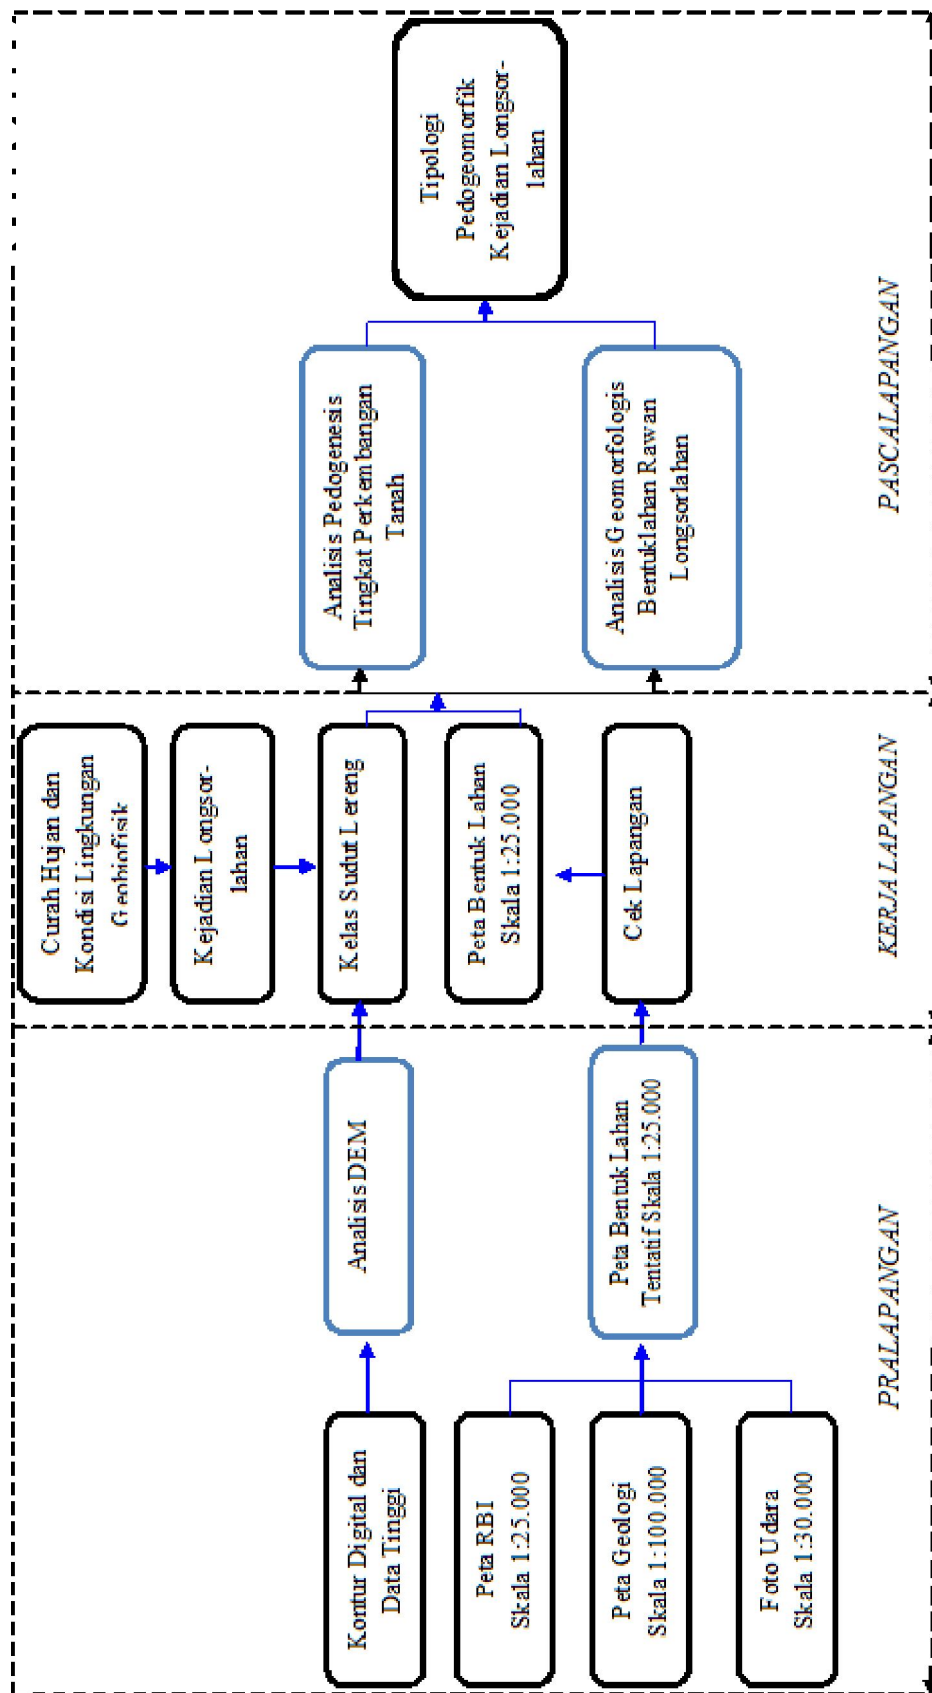 Kontur Digital dan
Data Tinggi
Peta RBI
Skala 1:25.000
Peta Geologi
Skala 1:100.000
Foto Udara
Skala 1:30.000
Analisis DEM
Peta Bentuk Lahan
Tentatif Skala 1:25.000
PRALAPANGAN
Curah Hujan dan
Kondisi Lingkungan
Geobiofisik
Kejadian Longsor-
lahan
Kelas Sudut Lereng
Peta Bentuk Lahan
Skala 1:25.000
Cek Lapangan
KERJA LAPANGAN
Analisis Pedogenesis
Tingkat Perkembangan
Tanah
Analisis Geomorfologis
Bentuklahan Rawan
Longsorlahan
Tipologi
Pedogeomorfik
Kejadian Longsor-
lahan
PASCALAPANGAN